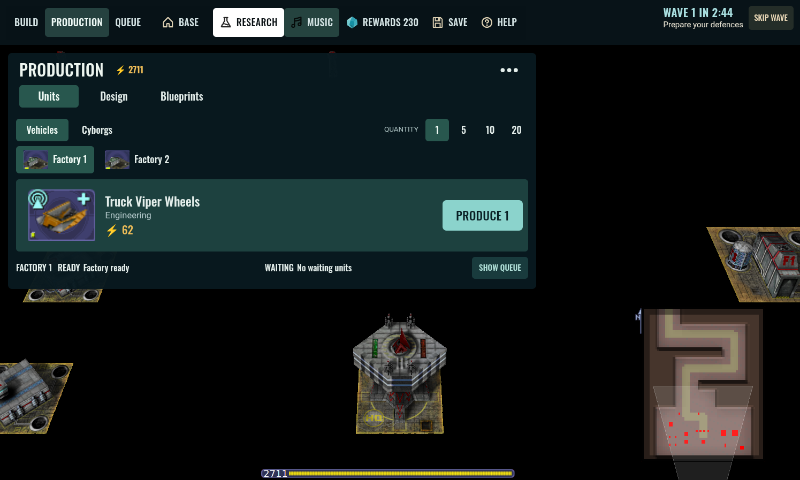 BUILD PRODUCTION QUEUE BASE RESEARCH MUSIC REWARDS 230 SAVE HELP
WAVE 1 IN 2:44
Prepare your defences
SKIP WAVE
PRODUCTION 2711
Units Design Blueprints
Vehicles Cyborgs QUANTITY 1 5 10 20
Factory 1 Factory 2
Truck Viper Wheels
Engineering
62
PRODUCE 1
FACTORY 1 READY Factory ready WAITING No waiting units SHOW QUEUE
F1
N
2711